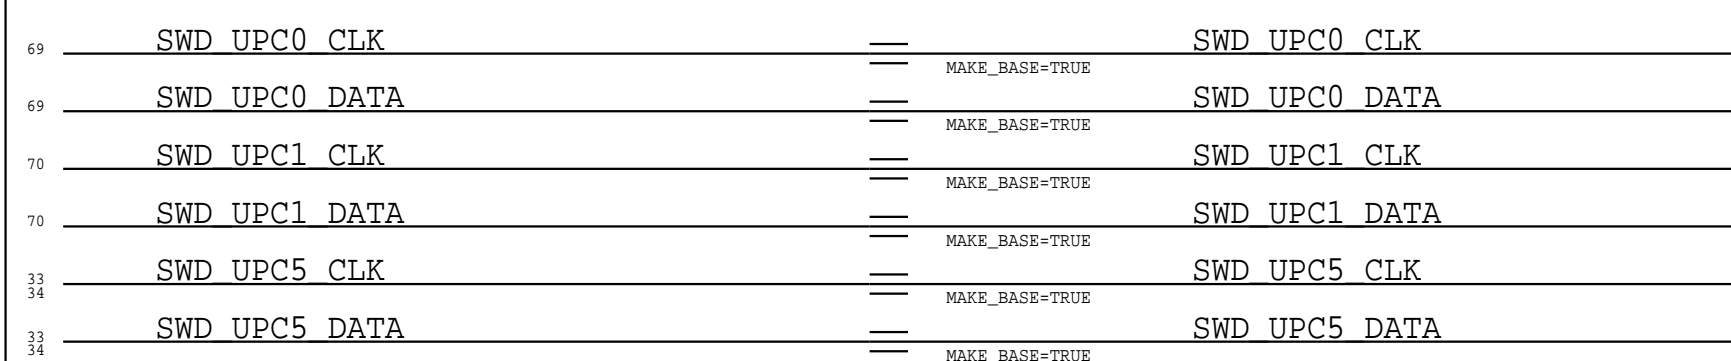 69 SWD_UPC0_CLK SWD_UPC0_CLK
MAKE_BASE=TRUE
69 SWD_UPC0_DATA SWD_UPC0_DATA
MAKE_BASE=TRUE
70 SWD_UPC1_CLK SWD_UPC1_CLK
MAKE_BASE=TRUE
70 SWD_UPC1_DATA SWD_UPC1_DATA
MAKE_BASE=TRUE
33 SWD_UPC5_CLK SWD_UPC5_CLK
34 MAKE_BASE=TRUE
33 SWD_UPC5_DATA SWD_UPC5_DATA
34 MAKE_BASE=TRUE